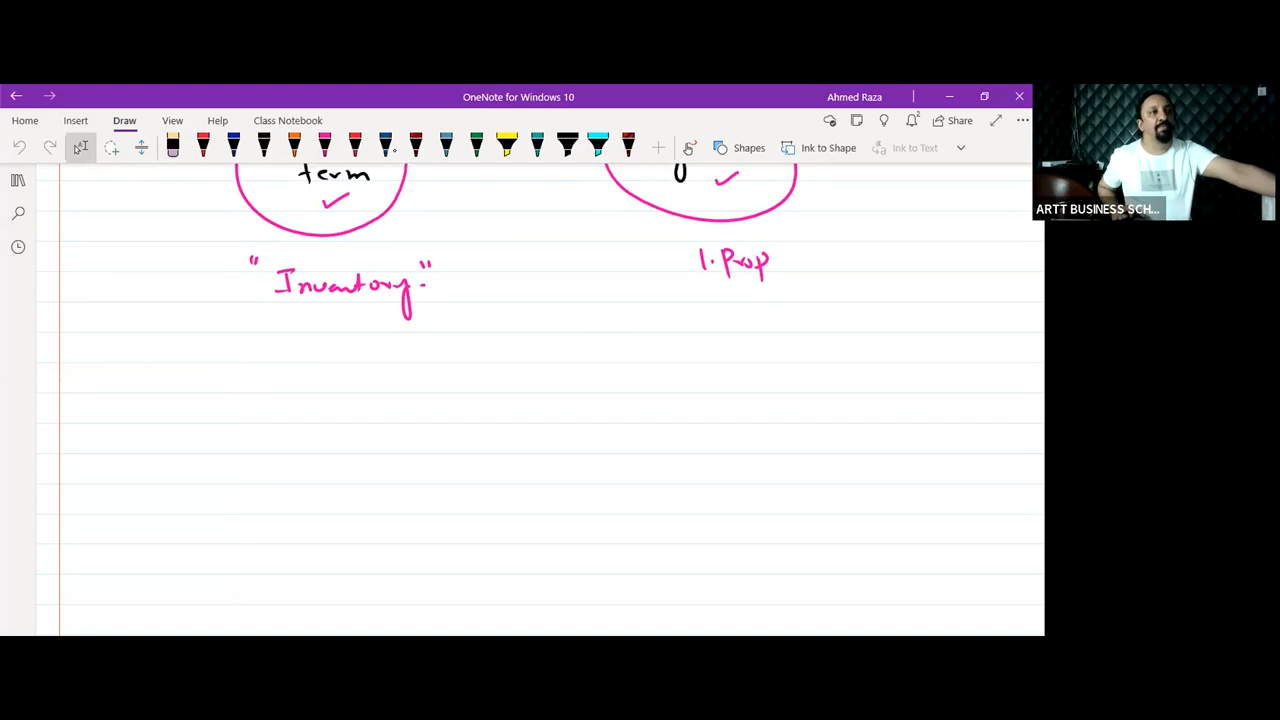 OneNote for Windows 10
Ahmed Raza
Home Insert Draw View Help Class Notebook
Share
Shapes Ink to Shape Ink to Text
ARTT BUSINESS SCH...
term
" Inventory."
1. Prop